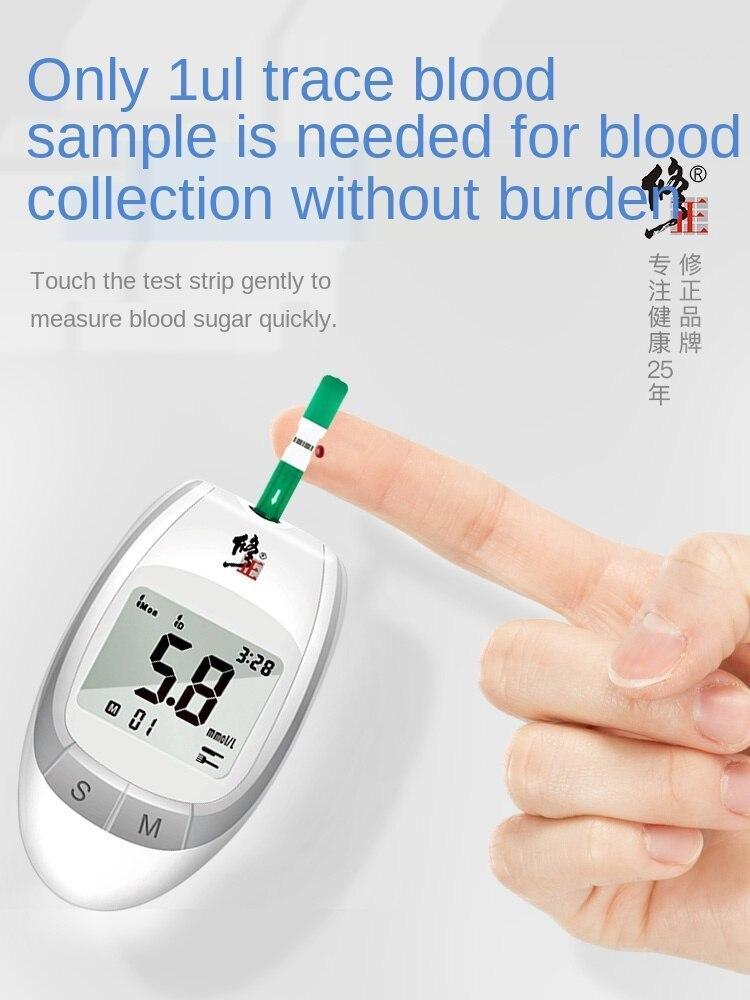 Only 1ul trace blood
sample is needed for blood
collection without burden
修正®
修正品牌
专注健康25年
Touch the test strip gently to
measure blood sugar quickly.
修正®
3:28
5.8
mmol/L
M 01
S
M